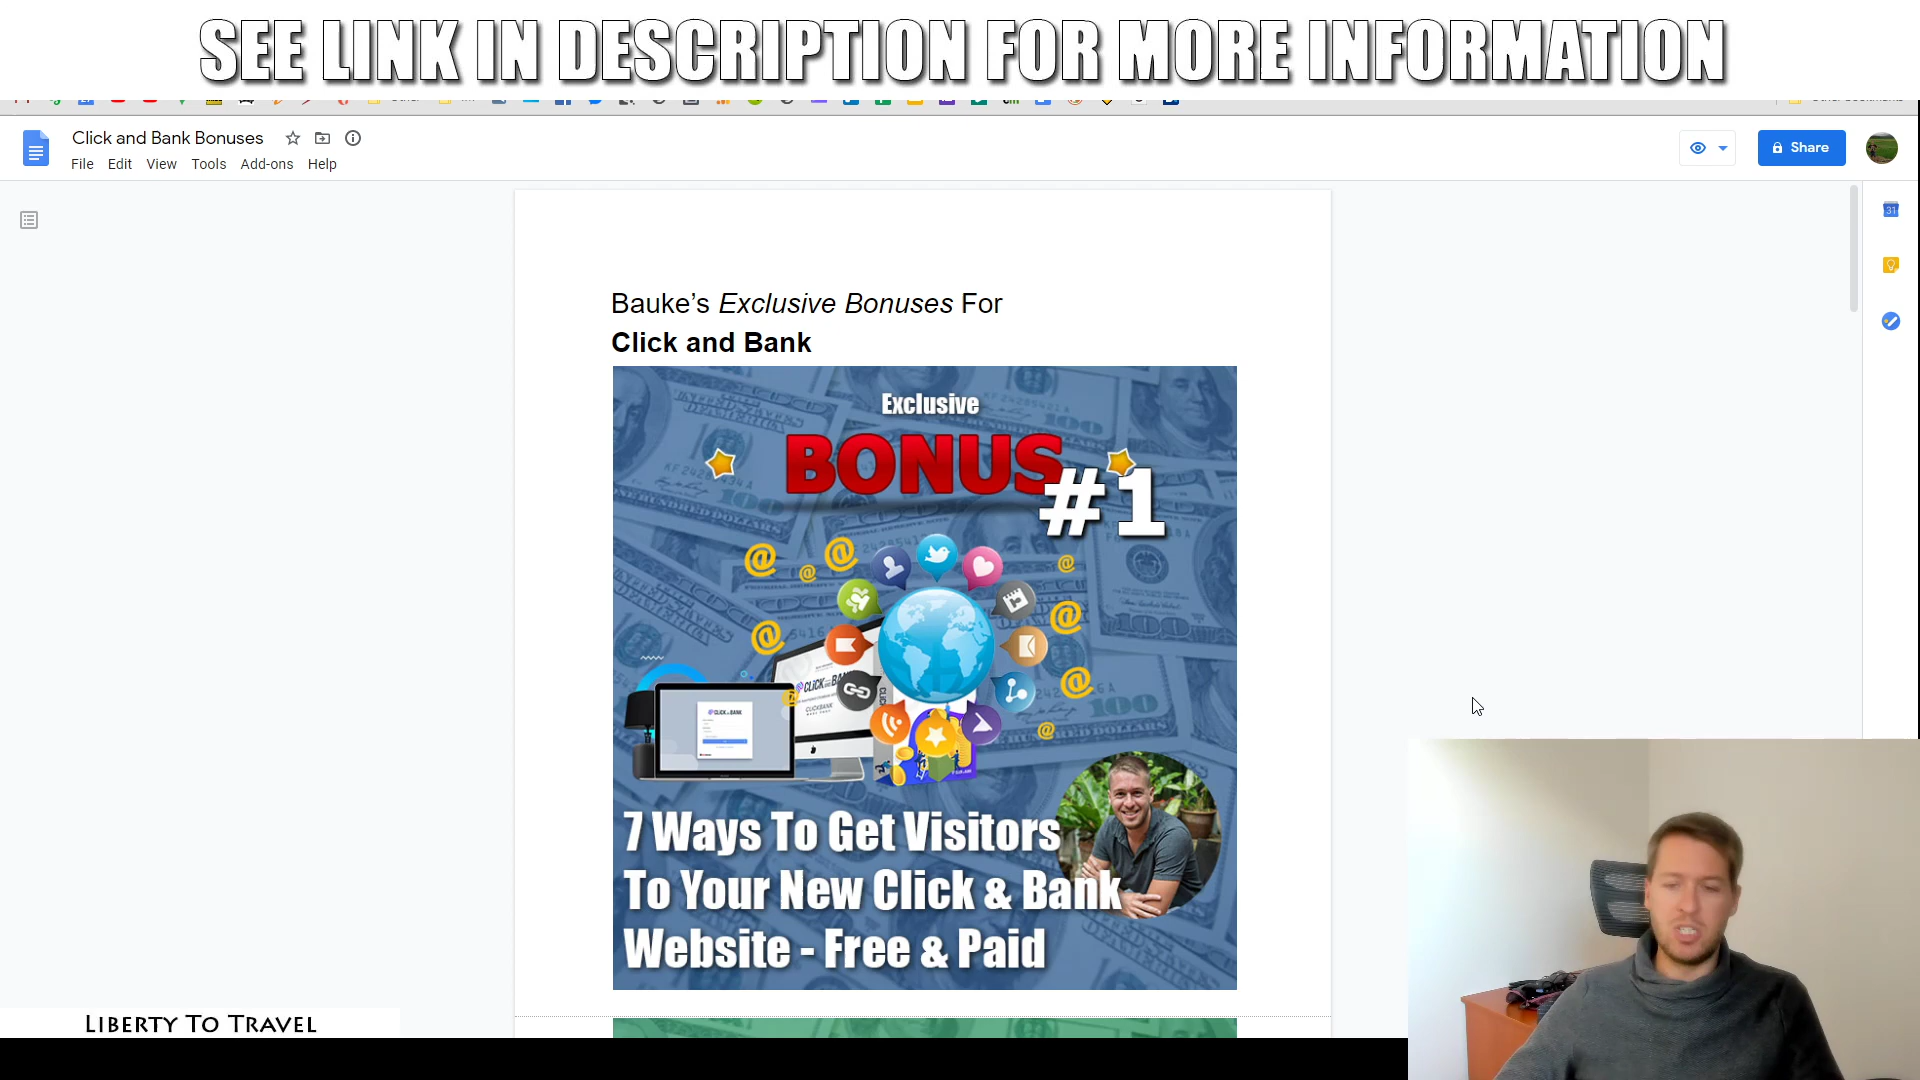 SEE LINK IN DESCRIPTION FOR MORE INFORMATION
Click and Bank Bonuses
File Edit View Tools Add-ons Help
Share
31
Bauke’s Exclusive Bonuses For
Click and Bank
Exclusive
BONUS
#1
7 Ways To Get Visitors
To Your New Click & Bank
Website - Free & Paid
LIBERTY TO TRAVEL